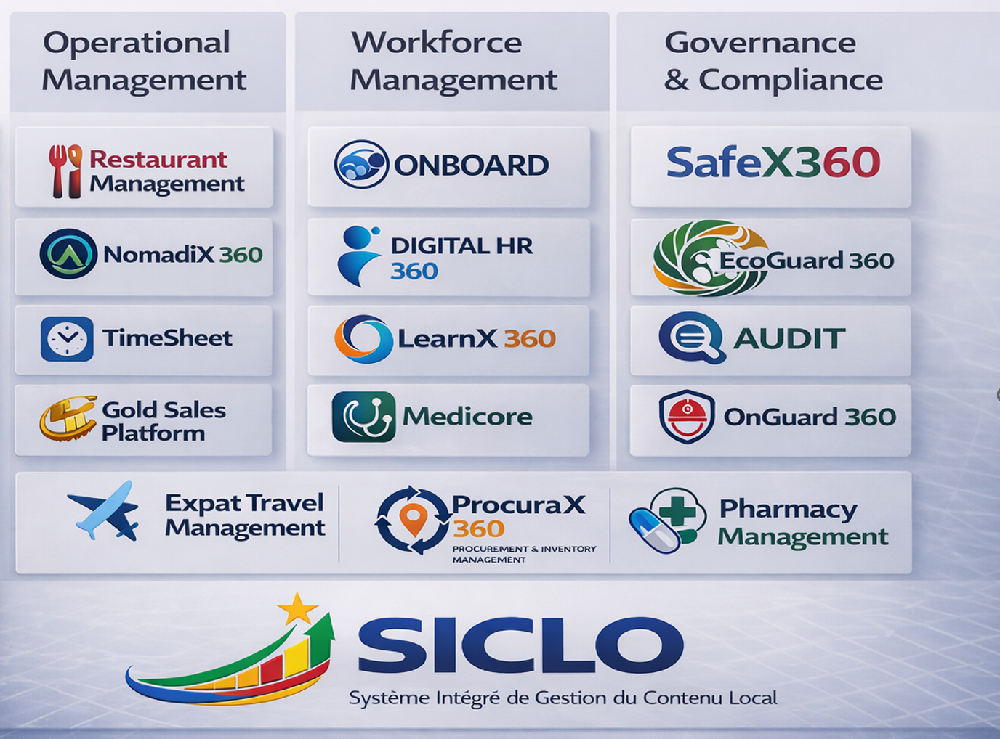 Operational
Management
Workforce
Management
Governance
& Compliance
Restaurant
Management
NomadiX 360
TimeSheet
Gold Sales
Platform
ONBOARD
DIGITAL HR
360
LearnX 360
Medicore
SafeX360
EcoGuard 360
AUDIT
OnGuard 360
Expat Travel
Management
ProcuraX
360
PROCUREMENT & INVENTORY
MANAGEMENT
Pharmacy
Management
SICLO
Système Intégré de Gestion du Contenu Local